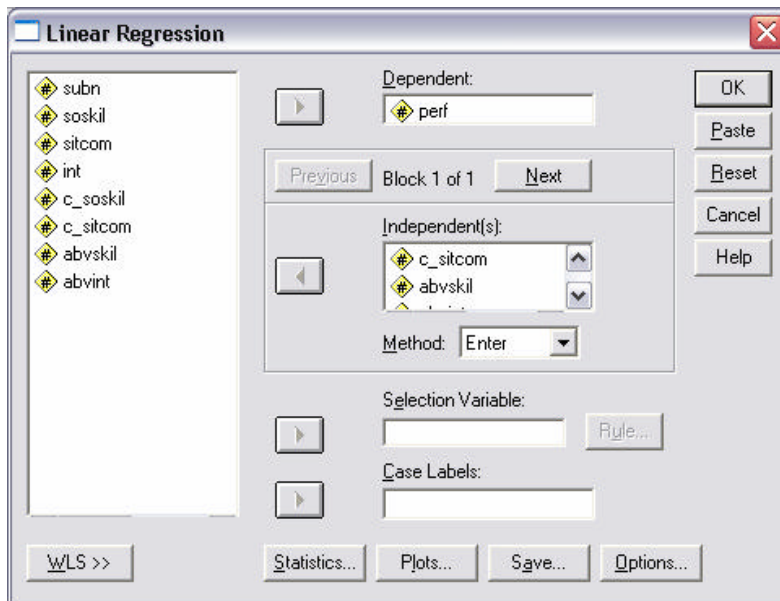 Linear Regression
# subn
# soskil
# sitcom
# int
# c_soskil
# c_sitcom
# abvskil
# abvint
Dependent:
# perf
Previous
Block 1 of 1
Next
Independent(s):
# c_sitcom
# abvskil
Method:
Enter
Selection Variable:
Rule...
Case Labels:
WLS >>
Statistics...
Plots...
Save...
Options...
OK
Paste
Reset
Cancel
Help